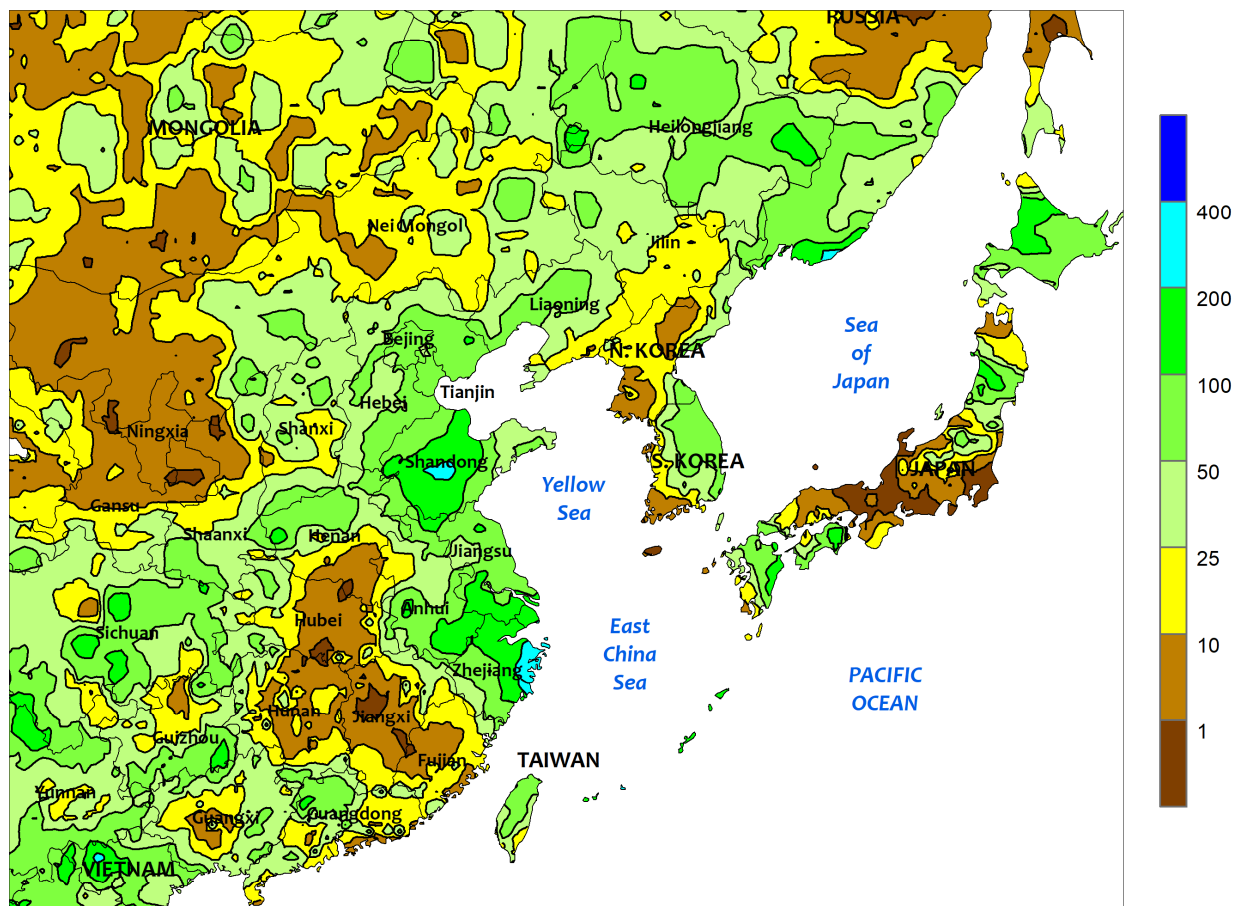 RUSSIA
MONGOLIA
Heilongjiang
400
Nei Mongol
Jilin
200
Liaoning
Sea
of
Japan
Bejing
N. KOREA
100
Tianjin
Hebei
Ningxia
Shanxi
Shandong
S. KOREA
JAPAN
50
Yellow
Sea
Gansu
Shaanxi
Henan
Jiangsu
25
Anhui
Hubei
Sichuan
East
China
Sea
10
Zhejiang
PACIFIC
OCEAN
Hunan
Jiangxi
1
Guizhou
Fujian
TAIWAN
Yunnan
Guangxi
Guangdong
VIETNAM